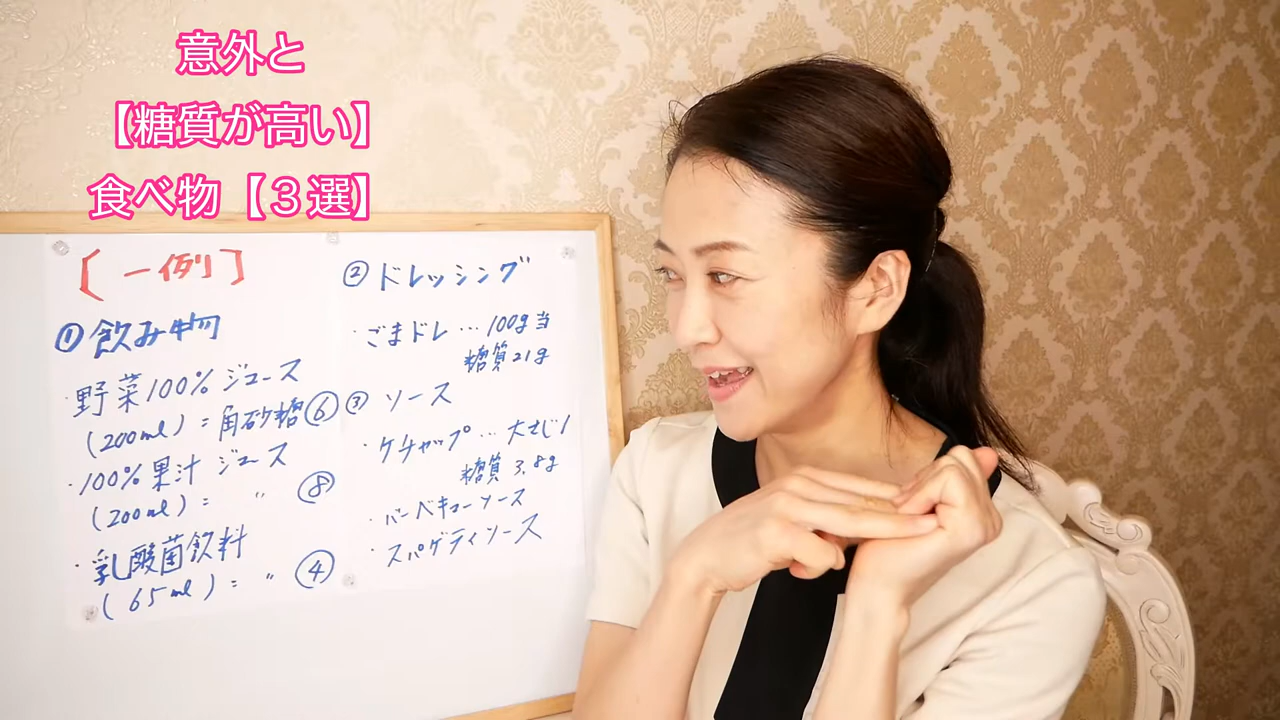 意外と
【糖質が高い】
食べ物【３選】
[一例]
①飲み物
・野菜100%ジュース
(200ml) = 角砂糖⑥
・100%果汁ジュース
(200ml) = 〃 ⑧
・乳酸菌飲料
(65ml) = 〃 ④
②ドレッシング
・ごまドレ…100g当
糖質21g
③ソース
・ケチャップ…大さじ1
糖質3.8g
・バーベキューソース
・スパゲティソース